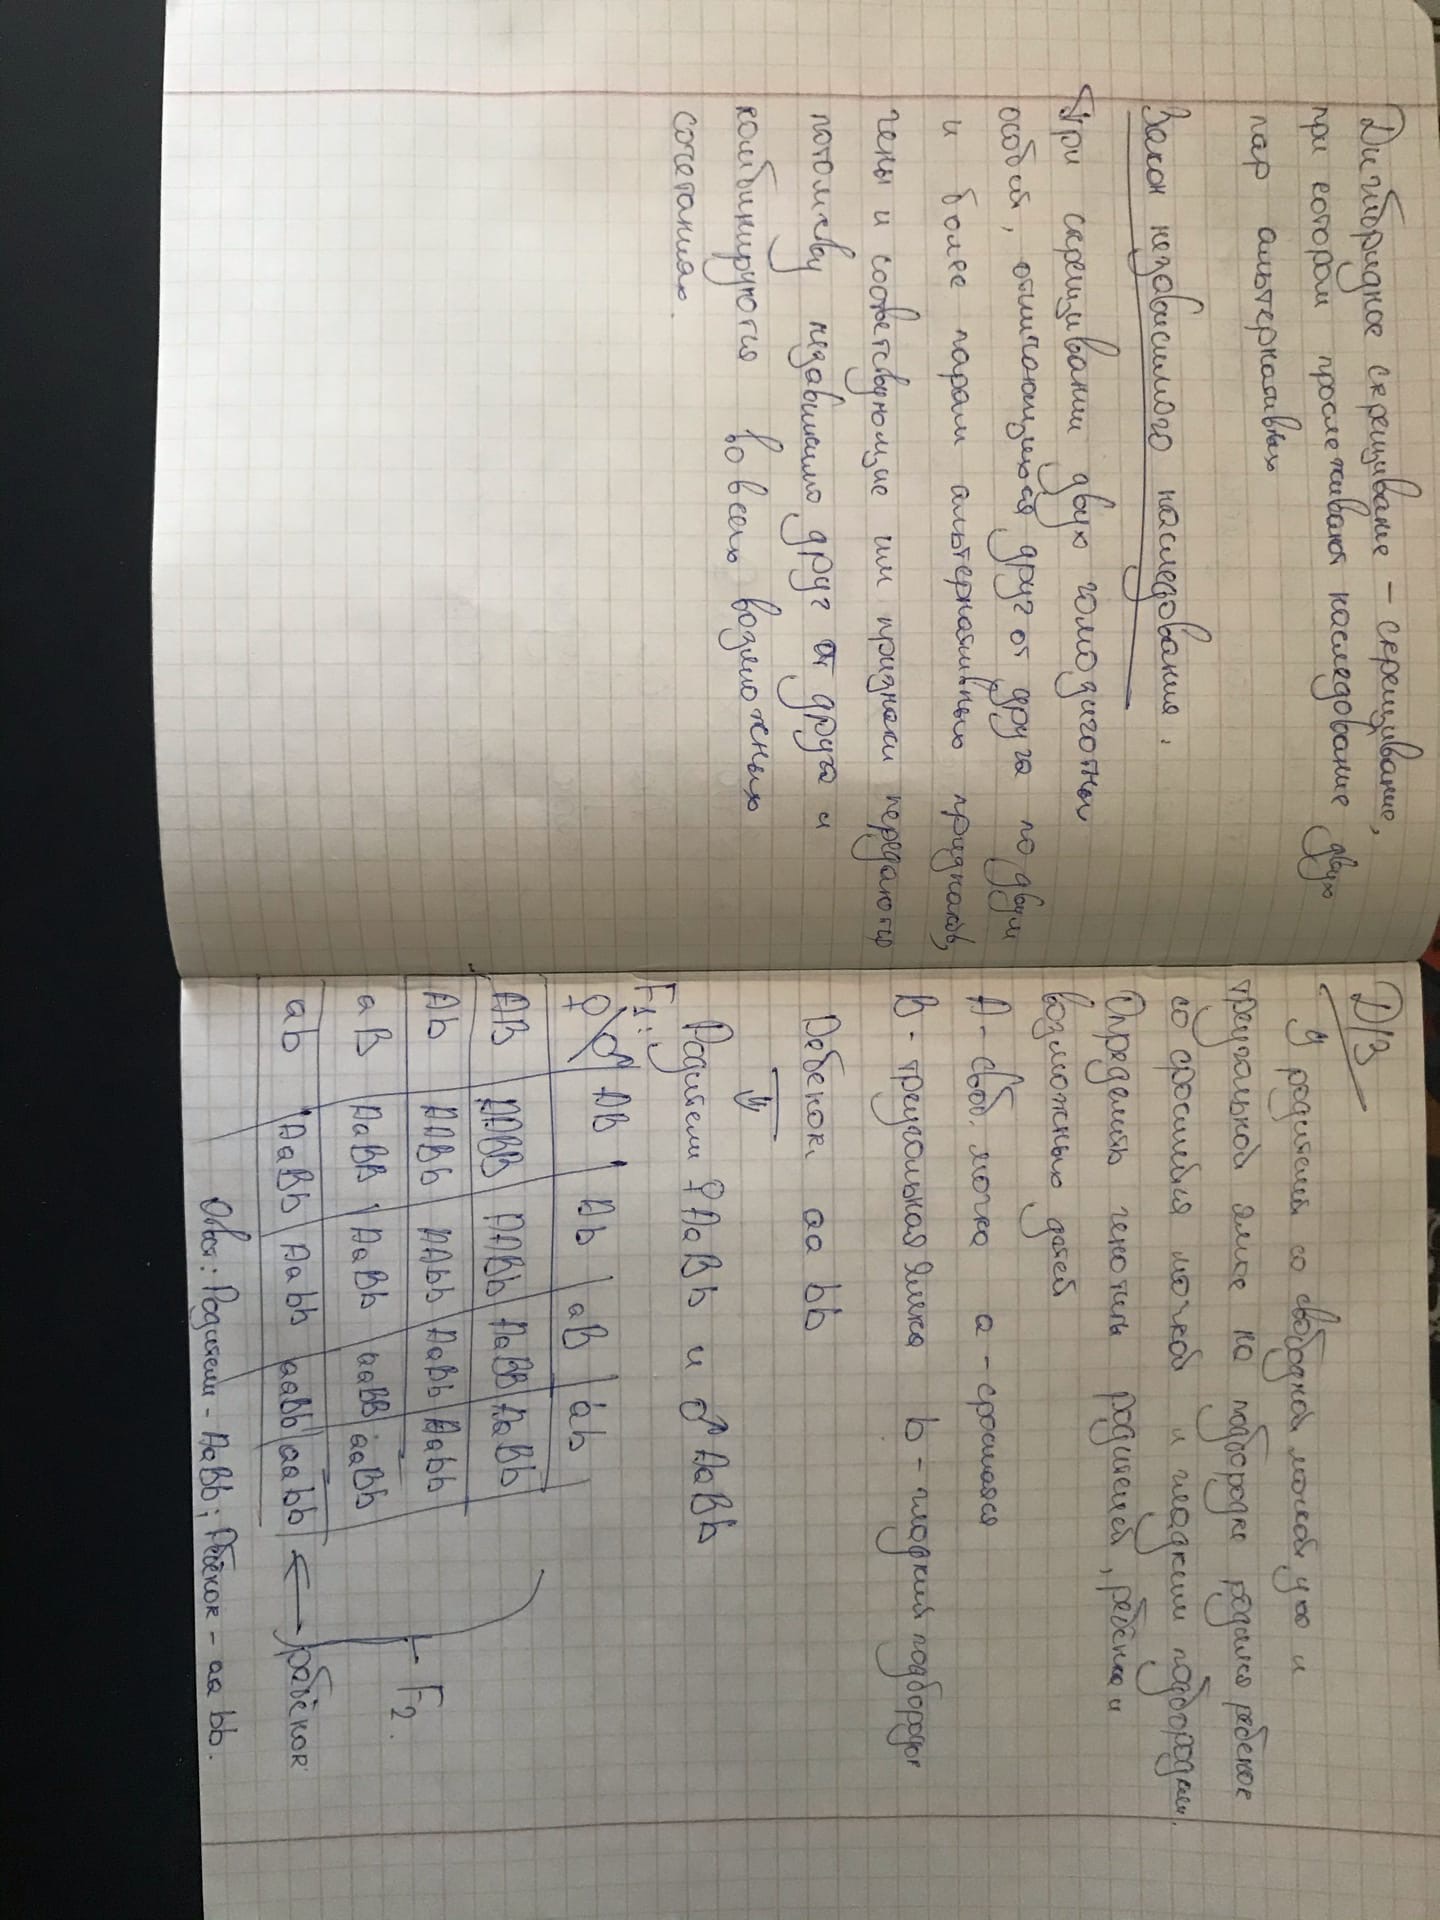 Дигибридное скрещивание – скрещивание,
при котором прослеживают наследование двух
пар альтернативных
Закон независимого наследования.
При скрещивании двух гомозиготных
особей, отличающихся друг от друга по двум
и более парам альтернативных признаков,
гены и соответствующие им признаки передаются
потомству независимо друг от друга и
комбинируются во всех возможных
сочетаниях.
Д/З
У родителей со свободной мочкой уха и
треугольной ямкой на подбородке родился ребенок
со сросшейся мочкой и гладким подбородком.
Определить генотипы родителей, ребёнка и
возможных детей
A - своб. мочка a - сросшаяся
B - треугольная ямка b - гладкий подбородок
Ребенок aa bb
Родители ♀ AaBb и ♂ AaBb
F1:
♀ \ ♂ AB Ab aB ab
AB AABB AABb AaBB AaBb
Ab AABb AAbb AaBb Aabb
aB AaBB AaBb aaBB aaBb
F2.
ab AaBb Aabb aaBb aabb ← ребёнок
Ответ: Родители - AaBb; Ребёнок - aa bb.